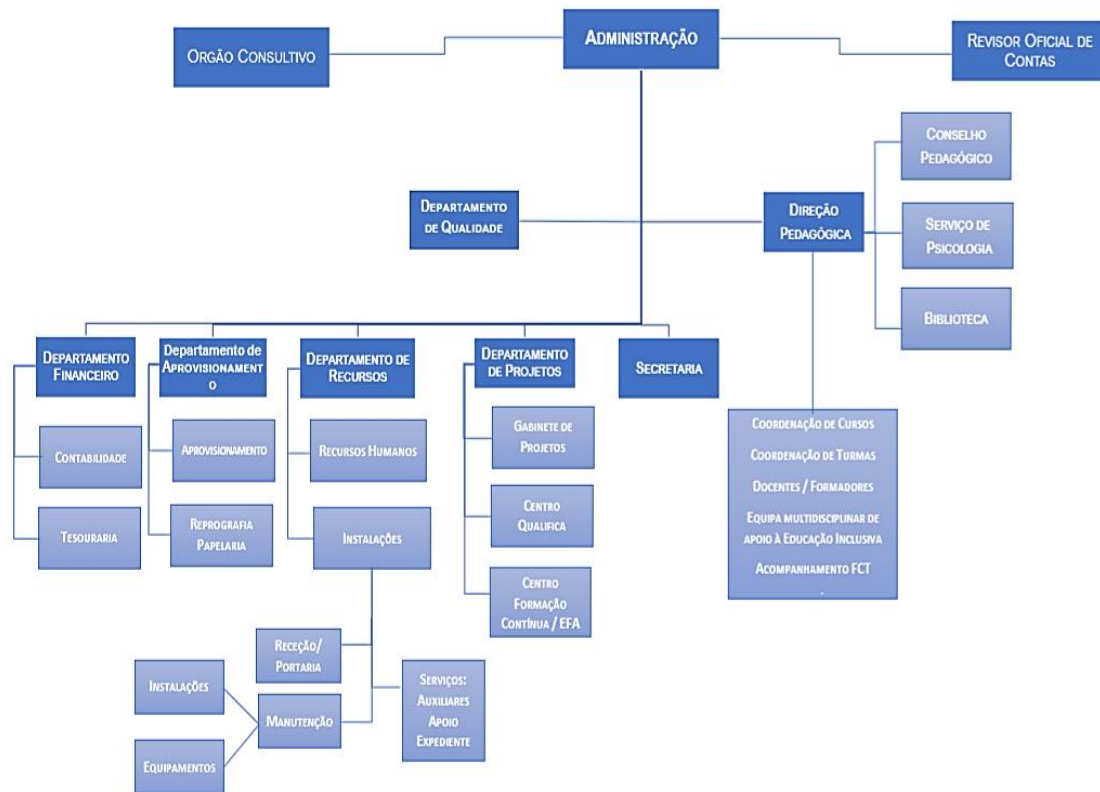 ADMINISTRAÇÃO
ORGÃO CONSULTIVO
REVISOR OFICIAL DE
CONTAS
CONSELHO
PEDAGÓGICO
DEPARTAMENTO
DE QUALIDADE
DIREÇÃO
PEDAGÓGICA
SERVIÇO DE
PSICOLOGIA
BIBLIOTECA
DEPARTAMENTO
FINANCEIRO
Departamento de
APROVISIONAMENT
O
DEPARTAMENTO DE
RECURSOS
DEPARTAMENTO
DE PROJETOS
SECRETARIA
CONTABILIDADE
APROVISIONAMENTO
RECURSOS HUMANOS
GABINETE DE
PROJETOS
TESOURARIA
REPROGRAFIA
PAPELARIA
INSTALAÇÕES
CENTRO
QUALIFICA
CENTRO
FORMAÇÃO
CONTÍNUA / EFA
COORDENAÇÃO DE CURSOS
COORDENAÇÃO DE TURMAS
DOCENTES / FORMADORES
EQUIPA MULTIDISCIPLINAR DE
APOIO À EDUCAÇÃO INCLUSIVA
ACOMPANHAMENTO FCT
.
RECEÇÃO/
PORTARIA
INSTALAÇÕES
MANUTENÇÃO
EQUIPAMENTOS
SERVIÇOS:
AUXILIARES
APOIO
EXPEDIENTE